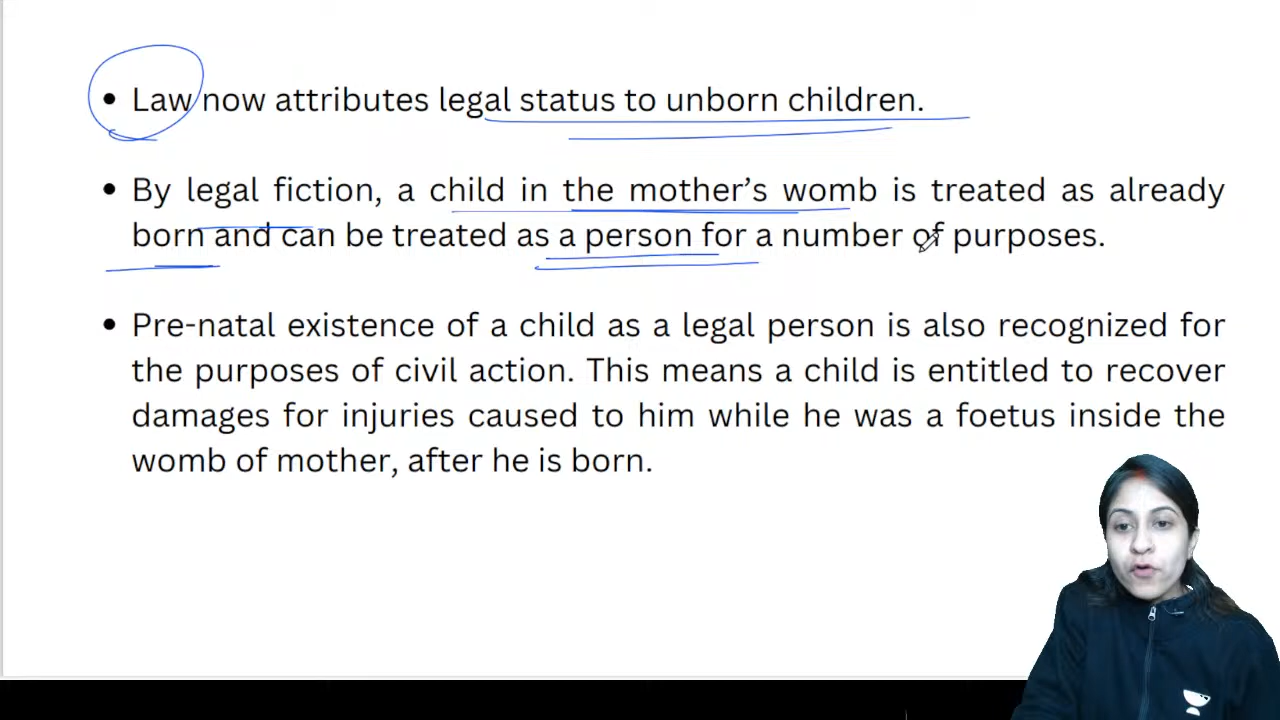 • Law now attributes legal status to unborn children.
• By legal fiction, a child in the mother’s womb is treated as already
born and can be treated as a person for a number of purposes.
• Pre-natal existence of a child as a legal person is also recognized for
the purposes of civil action. This means a child is entitled to recover
damages for injuries caused to him while he was a foetus inside the
womb of mother, after he is born.